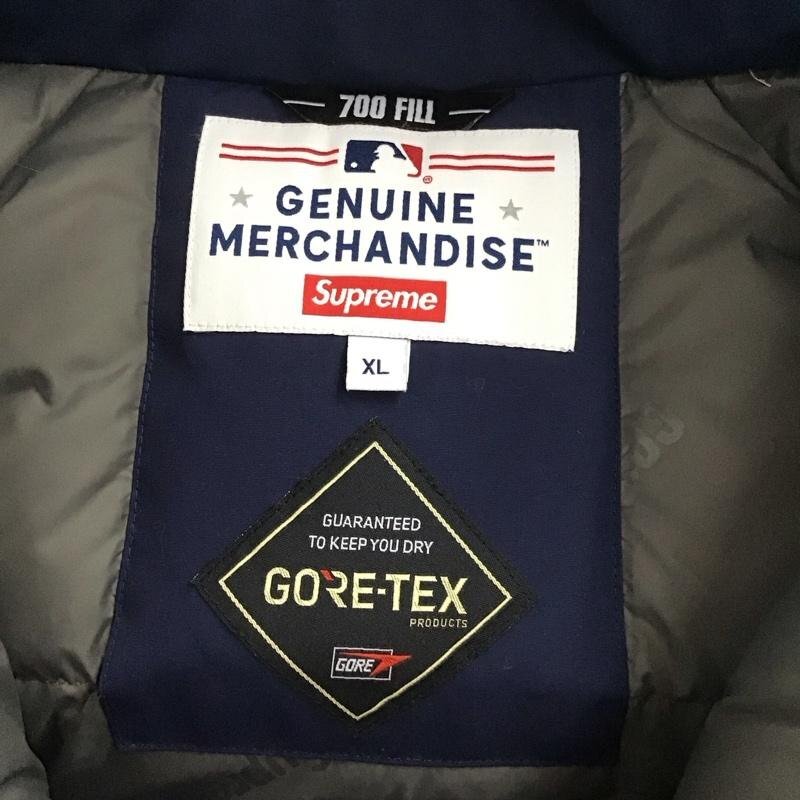 700 FILL
GENUINE
MERCHANDISE™
Supreme
XL
GUARANTEED
TO KEEP YOU DRY
GORE-TEX
PRODUCTS
GORE